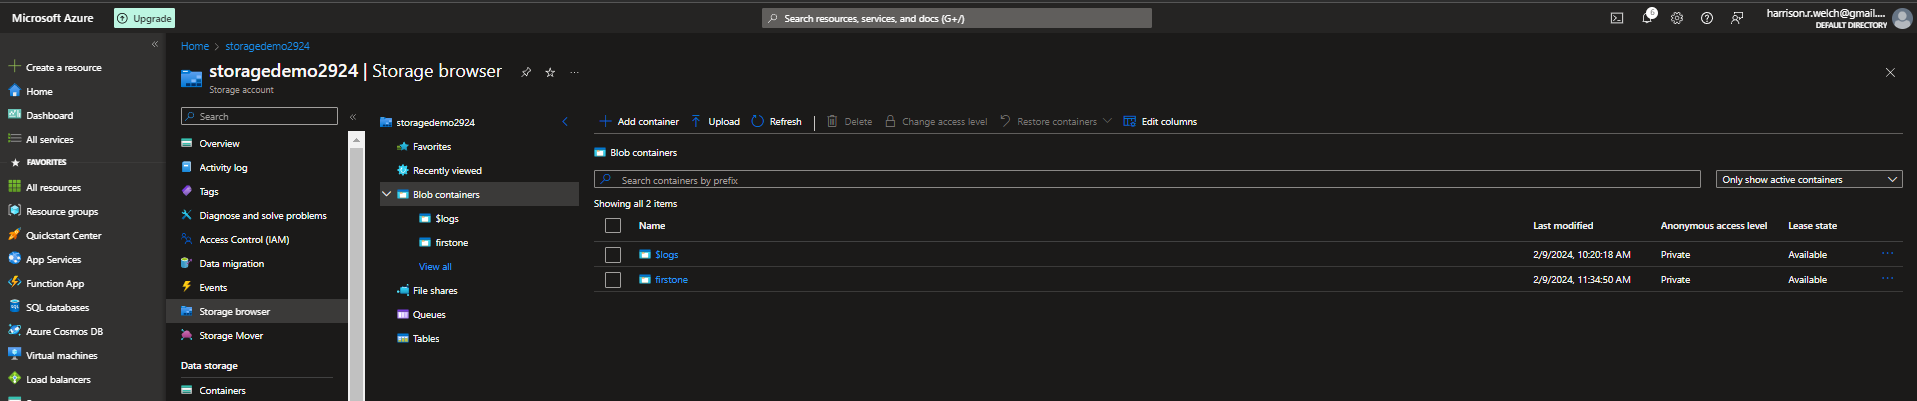 Microsoft Azure
Upgrade
Search resources, services, and docs (G+/)
6
harrison.r.welch@gmail....
DEFAULT DIRECTORY
Create a resource
Home
Dashboard
All services
FAVORITES
All resources
Resource groups
Quickstart Center
App Services
Function App
SQL databases
Azure Cosmos DB
Virtual machines
Load balancers
Home > storagedemo2924
storagedemo2924 | Storage browser
Storage account
Search
Overview
Activity log
Tags
Diagnose and solve problems
Access Control (IAM)
Data migration
Events
Storage browser
Storage Mover
Data storage
Containers
storagedemo2924
Favorites
Recently viewed
Blob containers
$logs
firstone
View all
File shares
Queues
Tables
Add container Upload Refresh | Delete Change access level Restore containers Edit columns
Blob containers
Search containers by prefix
Only show active containers
Showing all 2 items
Name Last modified Anonymous access level Lease state
$logs 2/9/2024, 10:20:18 AM Private Available
firstone 2/9/2024, 11:34:50 AM Private Available